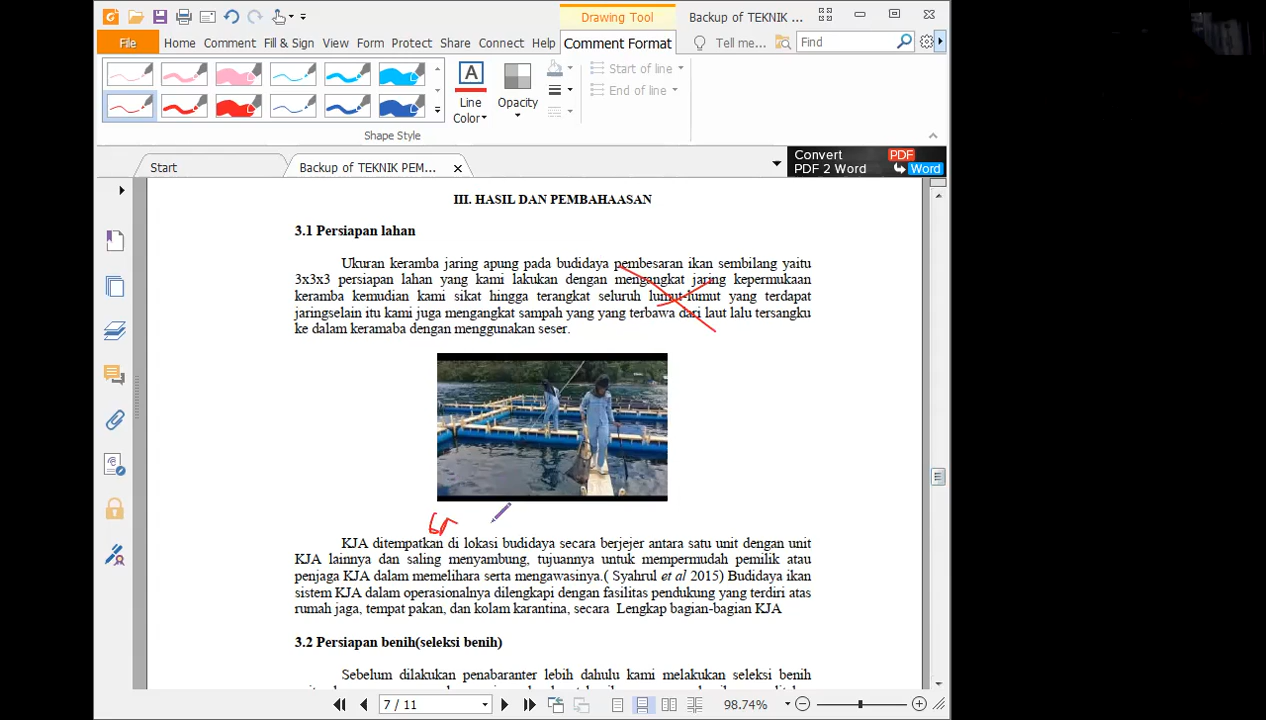 Drawing Tool
Backup of TEKNIK ...
File Home Comment Fill & Sign View Form Protect Share Connect Help Comment Format Tell me... Find
Line Color
Opacity
Start of line
End of line
Shape Style
Start
Backup of TEKNIK PEM...
Convert PDF
PDF 2 Word Word
III. HASIL DAN PEMBAHAASAN
3.1 Persiapan lahan
Ukuran keramba jaring apung pada budidaya pembesaran ikan sembilang yaitu
3x3x3 persiapan lahan yang kami lakukan dengan mengangkat jaring kepermukaan
keramba kemudian kami sikat hingga terangkat seluruh lumut-lumut yang terdapat
jaringselain itu kami juga mengangkat sampah yang yang terbawa dari laut lalu tersangku
ke dalam keramaba dengan menggunakan seser.
KJA ditempatkan di lokasi budidaya secara berjejer antara satu unit dengan unit
KJA lainnya dan saling menyambung, tujuannya untuk mempermudah pemilik atau
penjaga KJA dalam memelihara serta mengawasinya.( Syahrul et al 2015) Budidaya ikan
sistem KJA dalam operasionalnya dilengkapi dengan fasilitas pendukung yang terdiri atas
rumah jaga, tempat pakan, dan kolam karantina, secara Lengkap bagian-bagian KJA
3.2 Persiapan benih(seleksi benih)
Sebelum dilakukan penabaranter lebih dahulu kami melakukan seleksi benih
7 / 11
98.74%